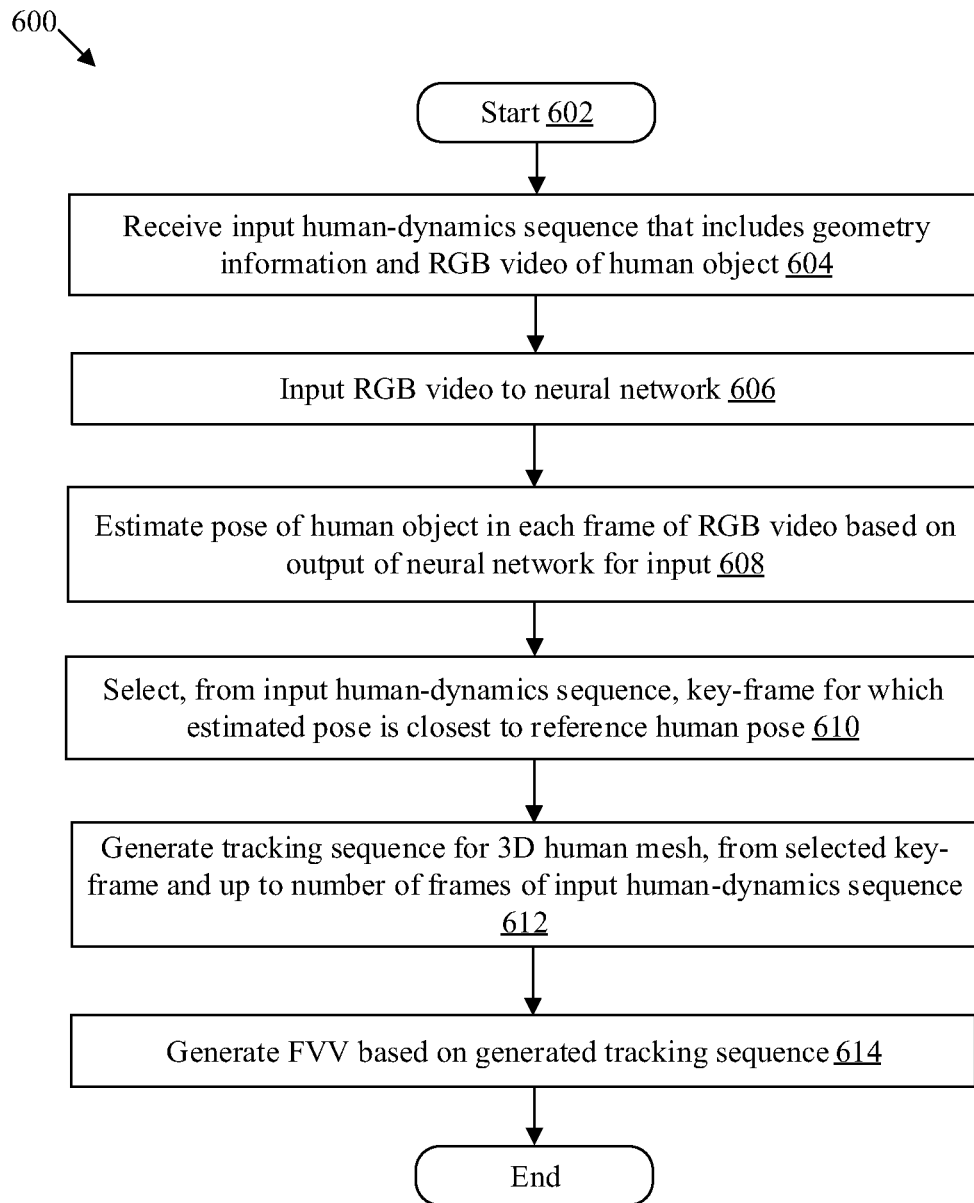 600
Start 602
Receive input human-dynamics sequence that includes geometry
information and RGB video of human object 604
Input RGB video to neural network 606
Estimate pose of human object in each frame of RGB video based on
output of neural network for input 608
Select, from input human-dynamics sequence, key-frame for which
estimated pose is closest to reference human pose 610
Generate tracking sequence for 3D human mesh, from selected key-
frame and up to number of frames of input human-dynamics sequence
612
Generate FVV based on generated tracking sequence 614
End